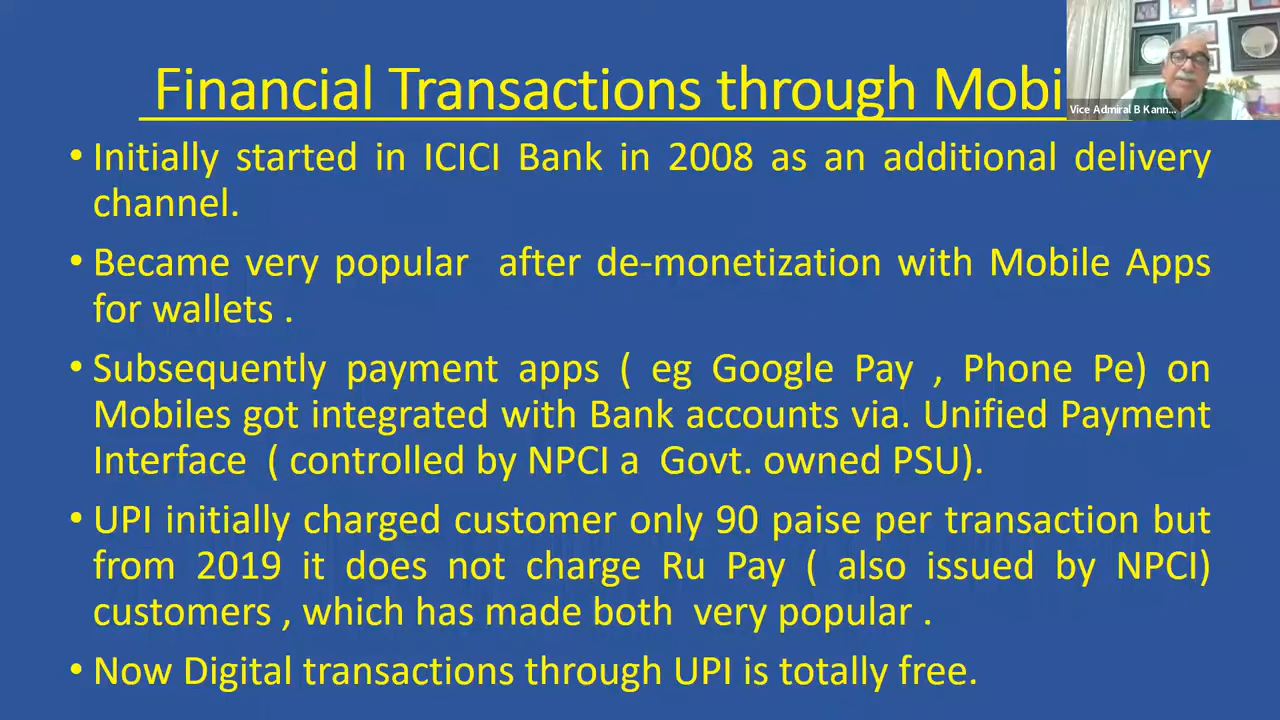 Financial Transactions through Mobi
Vice Admiral B Kann...
• Initially started in ICICI Bank in 2008 as an additional delivery
channel.
• Became very popular after de-monetization with Mobile Apps
for wallets .
• Subsequently payment apps ( eg Google Pay , Phone Pe) on
Mobiles got integrated with Bank accounts via. Unified Payment
Interface ( controlled by NPCI a Govt. owned PSU).
• UPI initially charged customer only 90 paise per transaction but
from 2019 it does not charge Ru Pay ( also issued by NPCI)
customers , which has made both very popular .
• Now Digital transactions through UPI is totally free.